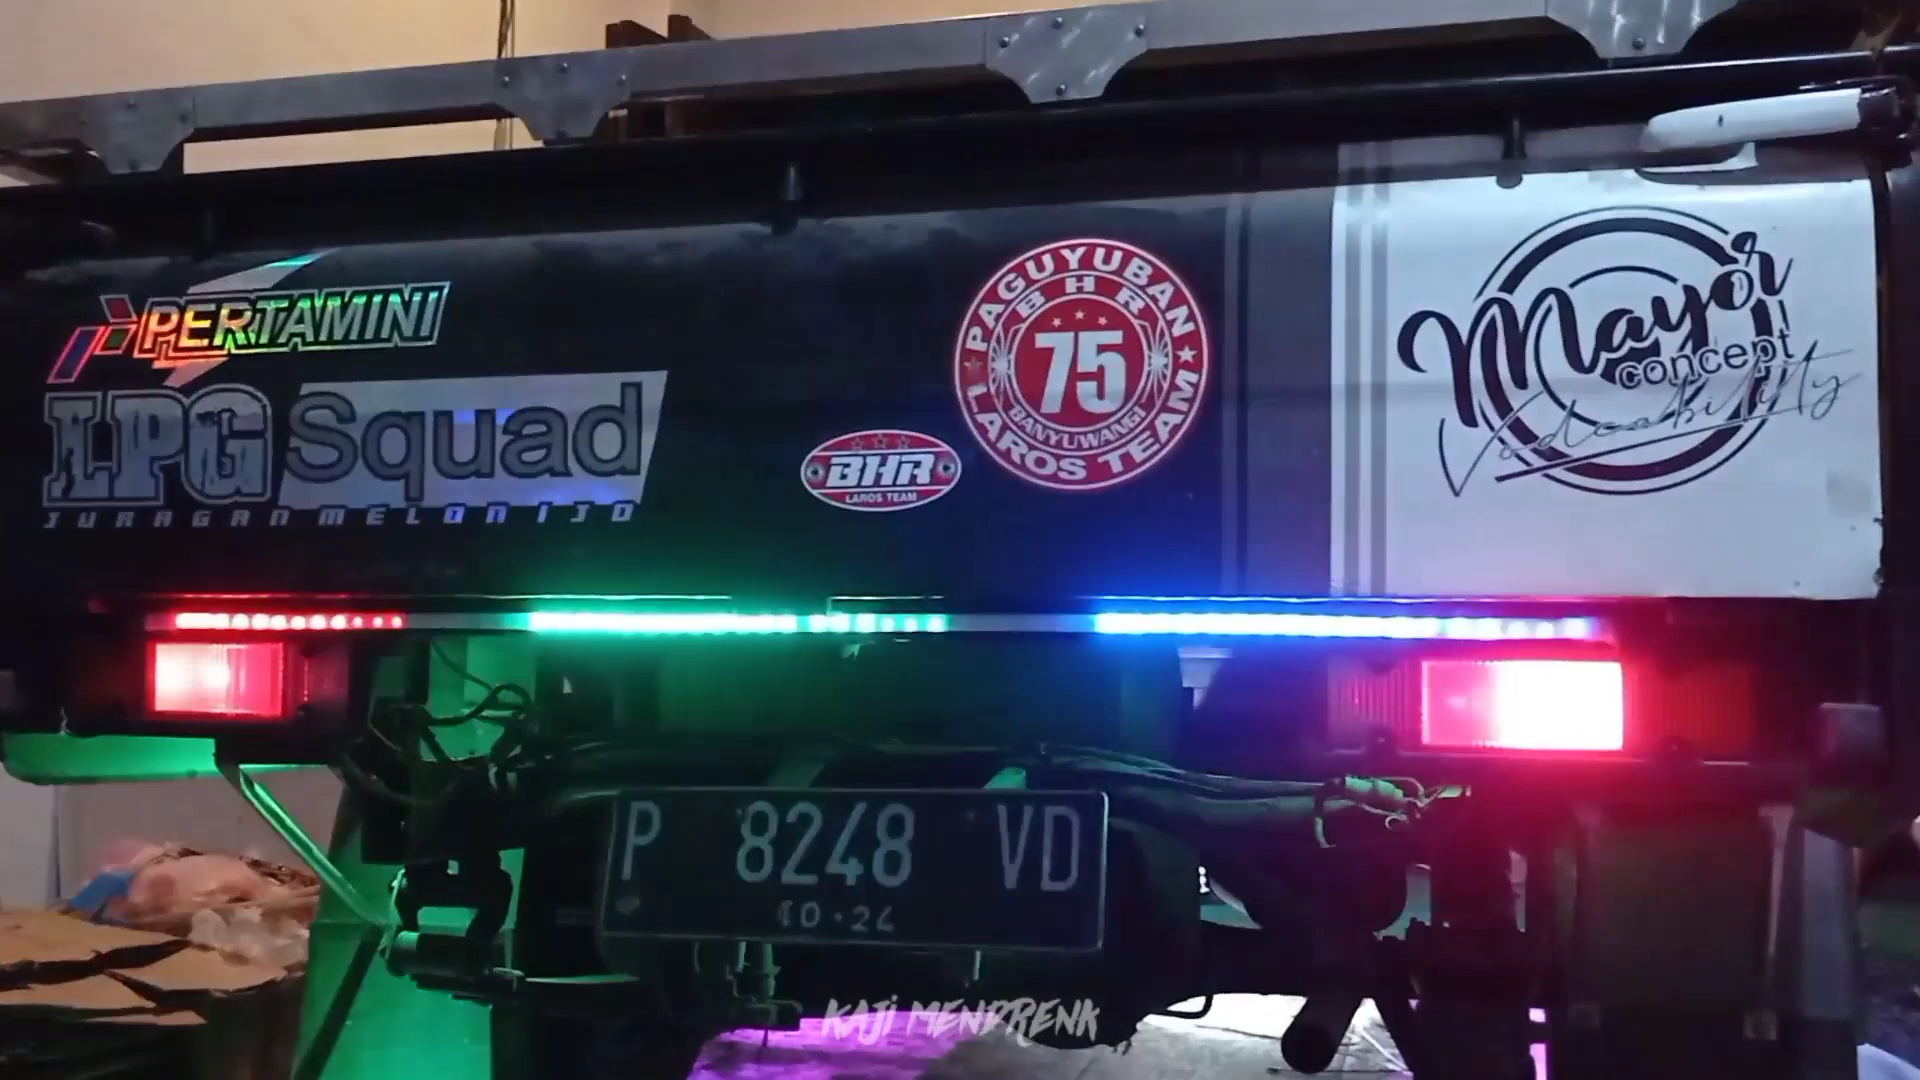 PERTAMINI
LPG Squad
JURAGAN MELON IJO
BHR
LAROS TEAM
PAGUYUBAN
BHR
75
BANYUWANGI
LAROS TEAM
Mayor
concept
P 8248 VD
10·24
KAJI MENDRENK